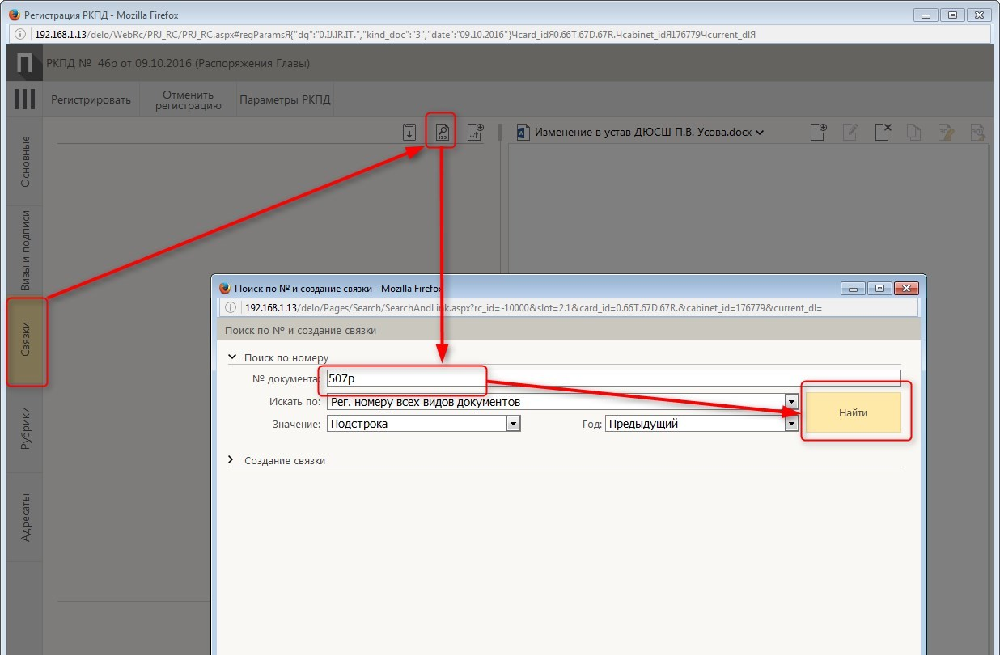 Регистрация РКПД - Mozilla Firefox
192.168.1.13/delo/WebRc/PRJ_RC/PRJ_RC.aspx#regParamsЯ{"dg":"0.IJ.IR.IT.","kind_doc":"3","date":"09.10.2016"}Чcard_idЯ0.66T.67D.67R.Чcabinet_idЯ176779Чcurrent_dlЯ
П
РКПД № 46р от 09.10.2016 (Распоряжения Главы)
Регистрировать
Отменить
регистрацию
Параметры РКПД
123
W
Изменение в устав ДЮСШ П.В. Усова.docx
Основные
Визы и подписи
Связки
Рубрики
Адресаты
Поиск по № и создание связки - Mozilla Firefox
192.168.1.13/delo/Pages/Search/SearchAndLink.aspx?rc_id=-10000&slot=2.1&card_id=0.66T.67D.67R.&cabinet_id=176779&current_dl=
Поиск по № и создание связки
Поиск по номеру
№ документа: 507р
Искать по: Рег. номеру всех видов документов
Найти
Значение: Подстрока Год: Предыдущий
Создание связки